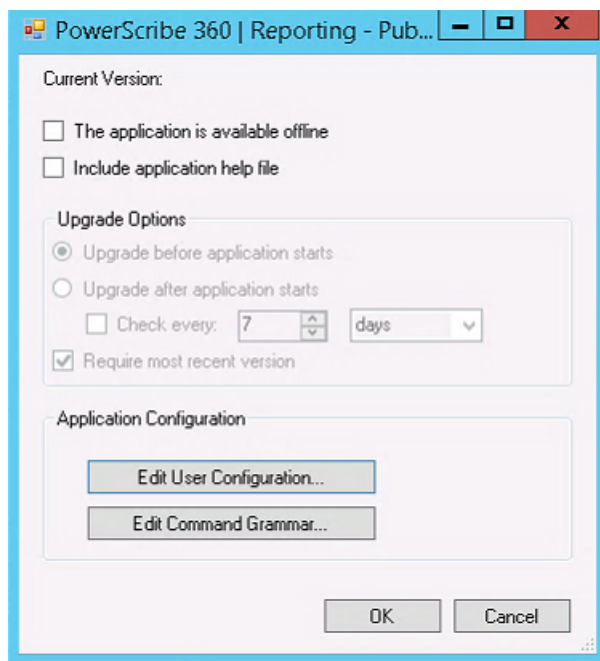 PowerScribe 360 | Reporting - Pub...
Current Version:
The application is available offline
Include application help file
Upgrade Options
Upgrade before application starts
Upgrade after application starts
Check every: 7 days
Require most recent version
Application Configuration
Edit User Configuration...
Edit Command Grammar...
OK Cancel